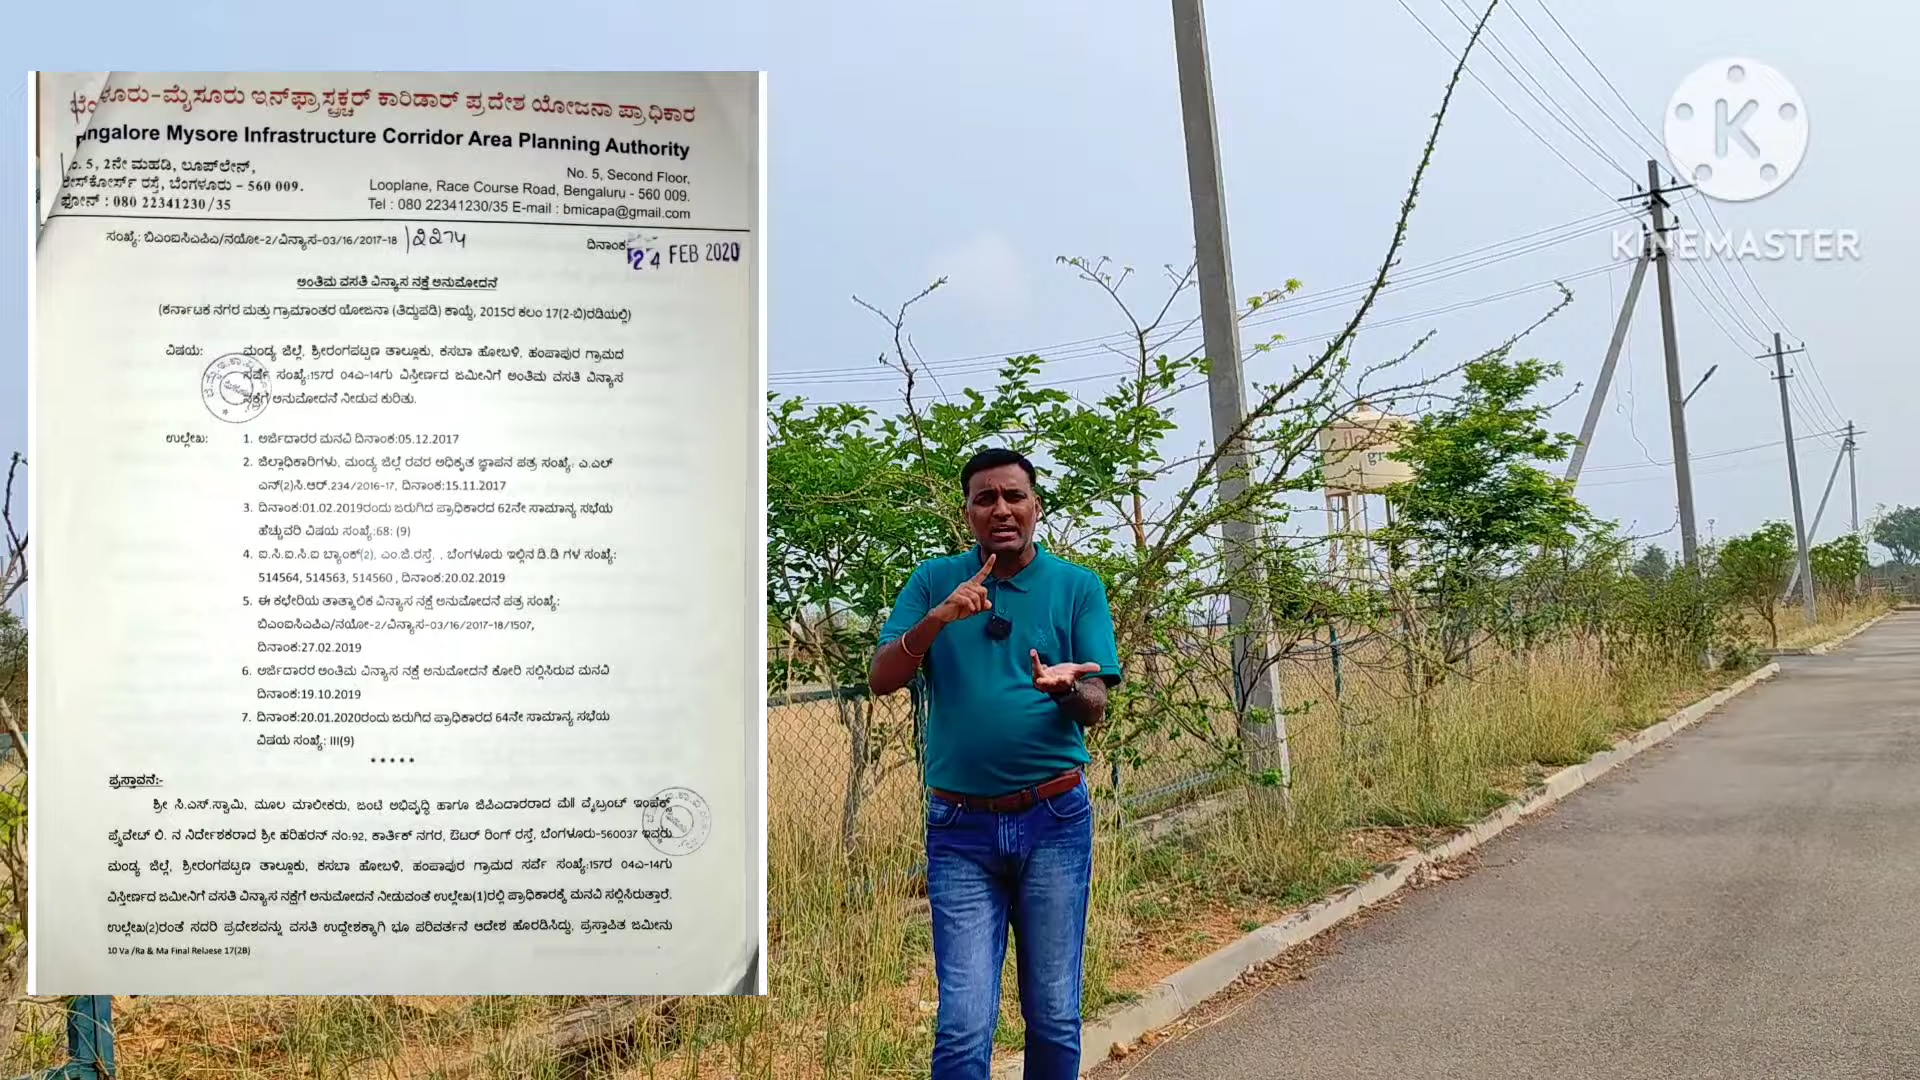 ಬೆಂಗಳೂರು-ಮೈಸೂರು ಇನ್‌ಫ್ರಾಸ್ಟ್ರಕ್ಚರ್ ಕಾರಿಡಾರ್ ಪ್ರದೇಶ ಯೋಜನಾ ಪ್ರಾಧಿಕಾರ
angalore Mysore Infrastructure Corridor Area Planning Authority
ನಂ. 5, 2ನೇ ಮಹಡಿ, ಲೂಪ್‌ಲೇನ್,
ರೇಸ್‌ಕೋರ್ಸ್ ರಸ್ತೆ, ಬೆಂಗಳೂರು - 560 009.
ಫೋನ್ : 080 22341230/35
No. 5, Second Floor,
Looplane, Race Course Road, Bengaluru - 560 009.
Tel : 080 22341230/35 E-mail : bmicapa@gmail.com
ಸಂಖ್ಯೆ: ಬಿಎಂಐಸಿಎಪಿಎ/ನಯೋ-2/ವಿನ್ಯಾಸ-03/16/2017-18
ದಿನಾಂಕ 24 FEB 2020
ಅಂತಿಮ ವಸತಿ ವಿನ್ಯಾಸ ನಕ್ಷೆ ಅನುಮೋದನೆ
(ಕರ್ನಾಟಕ ನಗರ ಮತ್ತು ಗ್ರಾಮಾಂತರ ಯೋಜನಾ (ತಿದ್ದುಪಡಿ) ಕಾಯ್ದೆ, 2015ರ ಕಲಂ 17(2-ಬಿ)ರಡಿಯಲ್ಲಿ)
ವಿಷಯ: ಮಂಡ್ಯ ಜಿಲ್ಲೆ, ಶ್ರೀರಂಗಪಟ್ಟಣ ತಾಲ್ಲೂಕು, ಕಸಬಾ ಹೋಬಳಿ, ಹಂಪಾಪುರ ಗ್ರಾಮದ
ಸರ್ವೆ ಸಂಖ್ಯೆ:157ರ 04ಎ-14ಗು ವಿಸ್ತೀರ್ಣದ ಜಮೀನಿಗೆ ಅಂತಿಮ ವಸತಿ ವಿನ್ಯಾಸ
ನಕ್ಷೆಗೆ ಅನುಮೋದನೆ ನೀಡುವ ಕುರಿತು.
ಉಲ್ಲೇಖ: 1. ಅರ್ಜಿದಾರರ ಮನವಿ ದಿನಾಂಕ:05.12.2017
2. ಜಿಲ್ಲಾಧಿಕಾರಿಗಳು, ಮಂಡ್ಯ ಜಿಲ್ಲೆ ರವರ ಅಧಿಕೃತ ಜ್ಞಾಪನ ಪತ್ರ ಸಂಖ್ಯೆ: ಎ.ಎಲ್
ಎನ್(2)ಸಿ.ಆರ್.234/2016-17, ದಿನಾಂಕ:15.11.2017
3. ದಿನಾಂಕ:01.02.2019ರಂದು ಜರುಗಿದ ಪ್ರಾಧಿಕಾರದ 62ನೇ ಸಾಮಾನ್ಯ ಸಭೆಯ
ಹೆಚ್ಚುವರಿ ವಿಷಯ ಸಂಖ್ಯೆ:68: (9)
4. ಐ.ಸಿ.ಐ.ಸಿ.ಐ ಬ್ಯಾಂಕ್(2), ಎಂ.ಜಿ.ರಸ್ತೆ, , ಬೆಂಗಳೂರು ಇಲ್ಲಿನ ಡಿ.ಡಿ ಗಳ ಸಂಖ್ಯೆ:
514564, 514563, 514560 , ದಿನಾಂಕ:20.02.2019
5. ಈ ಕಛೇರಿಯ ತಾತ್ಕಾಲಿಕ ವಿನ್ಯಾಸ ನಕ್ಷೆ ಅನುಮೋದನೆ ಪತ್ರ ಸಂಖ್ಯೆ:
ಬಿಎಂಐಸಿಎಪಿಎ/ನಯೋ-2/ವಿನ್ಯಾಸ-03/16/2017-18/1507,
ದಿನಾಂಕ:27.02.2019
6. ಅರ್ಜಿದಾರರ ಅಂತಿಮ ವಿನ್ಯಾಸ ನಕ್ಷೆ ಅನುಮೋದನೆ ಕೋರಿ ಸಲ್ಲಿಸಿರುವ ಮನವಿ
ದಿನಾಂಕ:19.10.2019
7. ದಿನಾಂಕ:20.01.2020ರಂದು ಜರುಗಿದ ಪ್ರಾಧಿಕಾರದ 64ನೇ ಸಾಮಾನ್ಯ ಸಭೆಯ
ವಿಷಯ ಸಂಖ್ಯೆ: III(9)
*****
ಪ್ರಸ್ತಾವನೆ:-
ಶ್ರೀ ಸಿ.ಎಸ್.ಸ್ವಾಮಿ, ಮೂಲ ಮಾಲೀಕರು, ಜಂಟಿ ಅಭಿವೃದ್ಧಿ ಹಾಗೂ ಜಿಪಿಎದಾರರಾದ ಮೆ|| ವೈಬ್ರಂಟ್ ಇಂಪೆಕ್ಸ್
ಪ್ರೈವೇಟ್ ಲಿ. ನ ನಿರ್ದೇಶಕರಾದ ಶ್ರೀ ಹರಿಹರನ್ ನಂ:92, ಕಾರ್ತಿಕ್ ನಗರ, ಔಟರ್ ರಿಂಗ್ ರಸ್ತೆ, ಬೆಂಗಳೂರು-560037 ಇವರು
ಮಂಡ್ಯ ಜಿಲ್ಲೆ, ಶ್ರೀರಂಗಪಟ್ಟಣ ತಾಲ್ಲೂಕು, ಕಸಬಾ ಹೋಬಳಿ, ಹಂಪಾಪುರ ಗ್ರಾಮದ ಸರ್ವೆ ಸಂಖ್ಯೆ:157ರ 04ಎ-14ಗು
ವಿಸ್ತೀರ್ಣದ ಜಮೀನಿಗೆ ವಸತಿ ವಿನ್ಯಾಸ ನಕ್ಷೆಗೆ ಅನುಮೋದನೆ ನೀಡುವಂತೆ ಉಲ್ಲೇಖ(1)ರಲ್ಲಿ ಪ್ರಾಧಿಕಾರಕ್ಕೆ ಮನವಿ ಸಲ್ಲಿಸಿರುತ್ತಾರೆ.
ಉಲ್ಲೇಖ(2)ರಂತೆ ಸದರಿ ಪ್ರದೇಶವನ್ನು ವಸತಿ ಉದ್ದೇಶಕ್ಕಾಗಿ ಭೂ ಪರಿವರ್ತನೆ ಆದೇಶ ಹೊರಡಿಸಿದ್ದು, ಪ್ರಸ್ತಾಪಿತ ಜಮೀನು
10 Va /Ra & Ma Final Relaese 17(2B)
K
KINEMASTER